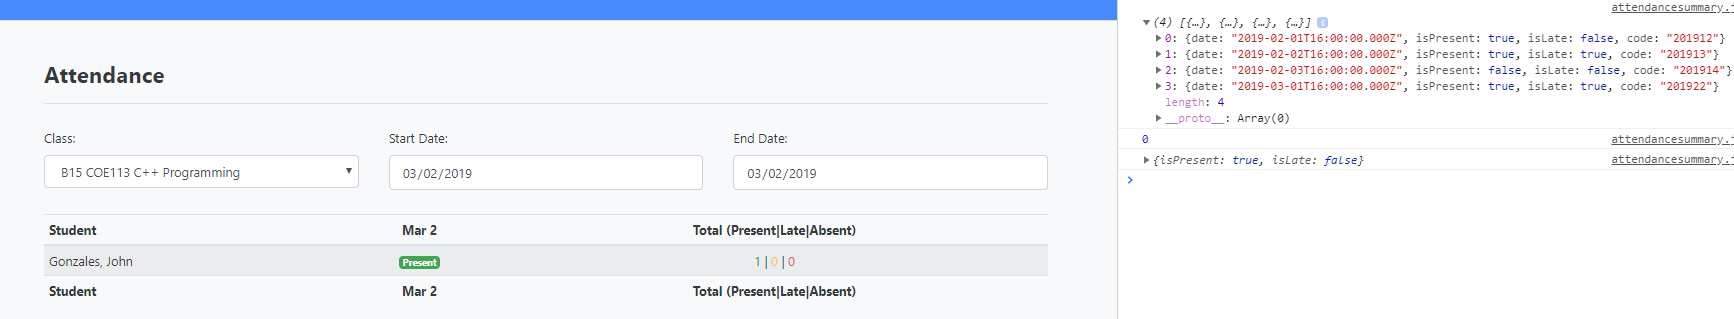 Attendance
Class:
Start Date:
End Date:
B15 COE113 C++ Programming
03/02/2019
03/02/2019
Student Mar 2 Total (Present|Late|Absent)
Gonzales, John Present 1 | 0 | 0
Student Mar 2 Total (Present|Late|Absent)
attendancesummary.
(4) [{…}, {…}, {…}, {…}] i
0: {date: "2019-02-01T16:00:00.000Z", isPresent: true, isLate: false, code: "201912"}
1: {date: "2019-02-02T16:00:00.000Z", isPresent: true, isLate: true, code: "201913"}
2: {date: "2019-02-03T16:00:00.000Z", isPresent: false, isLate: false, code: "201914"}
3: {date: "2019-03-01T16:00:00.000Z", isPresent: true, isLate: true, code: "201922"}
length: 4
__proto__: Array(0)
0 attendancesummary.
{isPresent: true, isLate: false} attendancesummary.